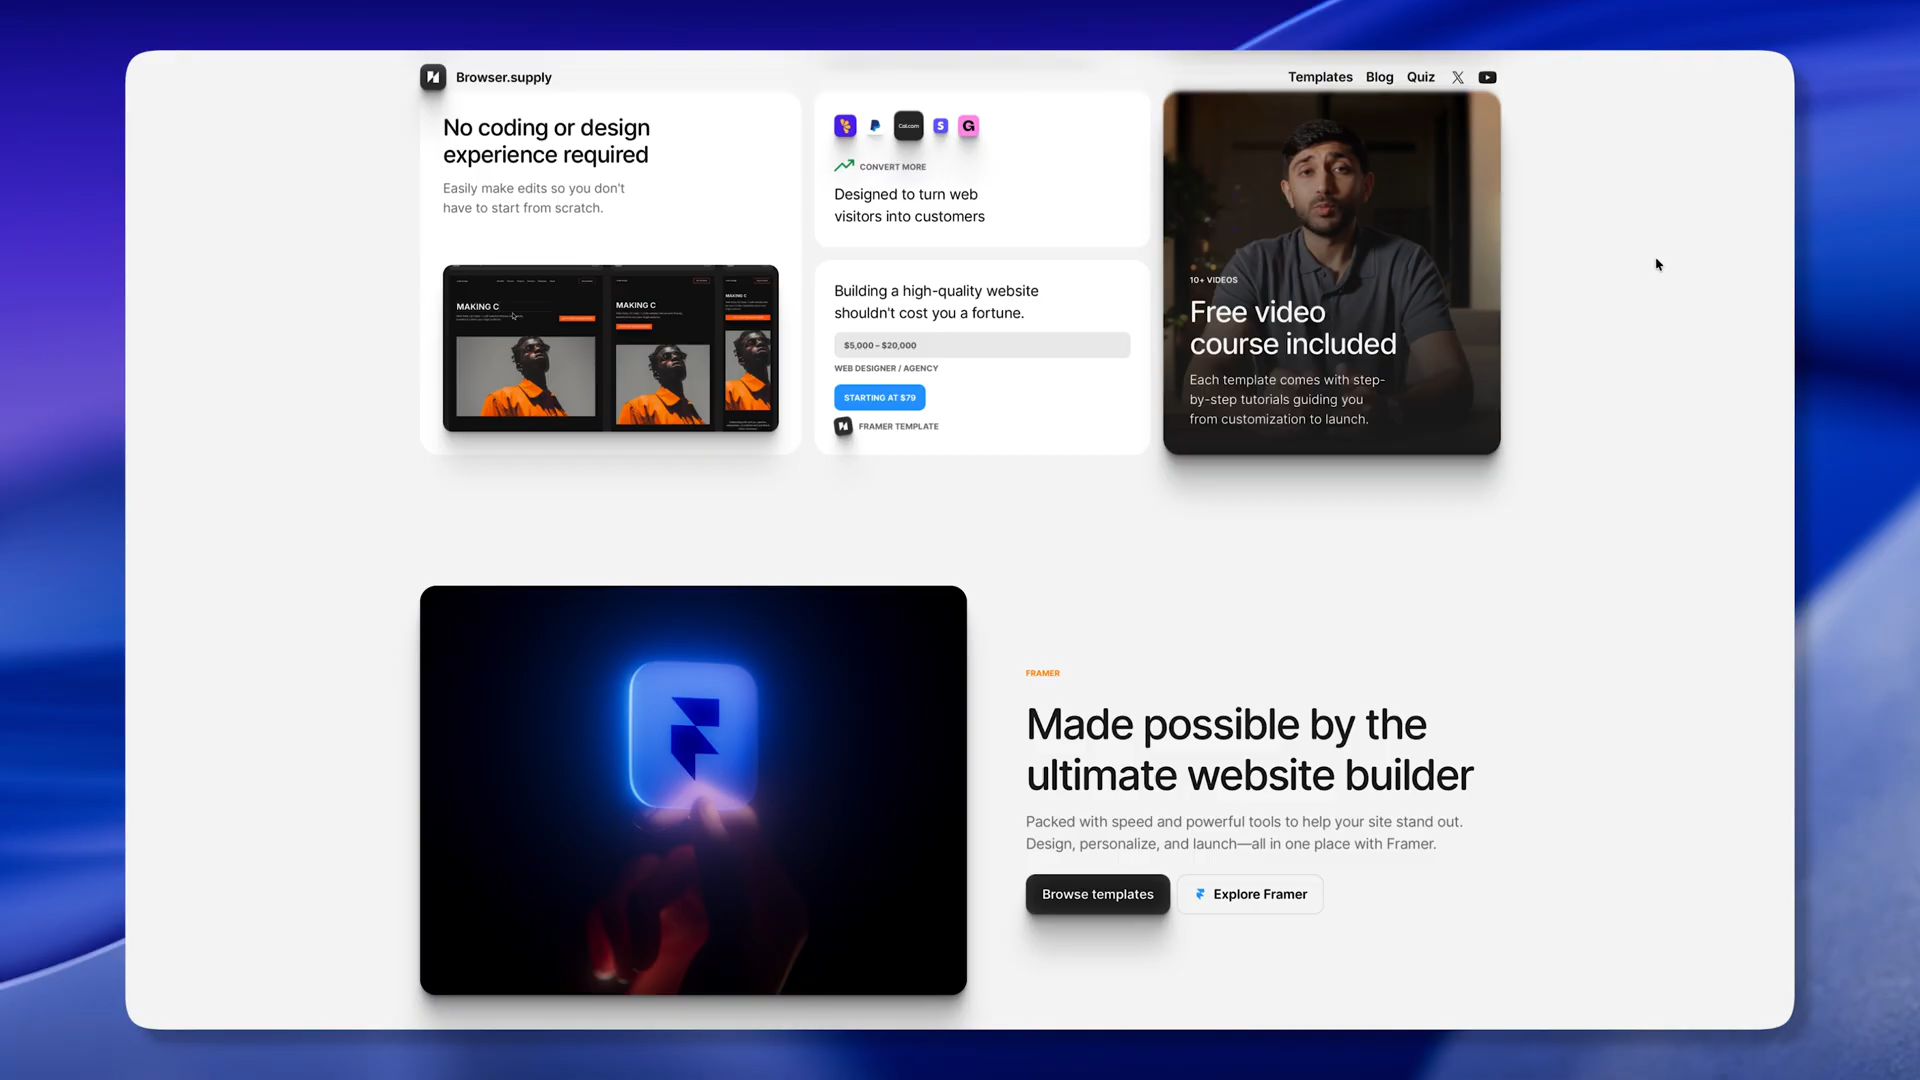 Browser.supply
Templates Blog Quiz
No coding or design
experience required
Easily make edits so you don't
have to start from scratch.
MAKING C
MAKING C
MAKING C
Cal.com
S
G
CONVERT MORE
Designed to turn web
visitors into customers
Building a high-quality website
shouldn't cost you a fortune.
$5,000 – $20,000
WEB DESIGNER / AGENCY
STARTING AT $79
FRAMER TEMPLATE
10+ VIDEOS
Free video
course included
Each template comes with step-
by-step tutorials guiding you
from customization to launch.
FRAMER
Made possible by the
ultimate website builder
Packed with speed and powerful tools to help your site stand out.
Design, personalize, and launch—all in one place with Framer.
Browse templates
Explore Framer